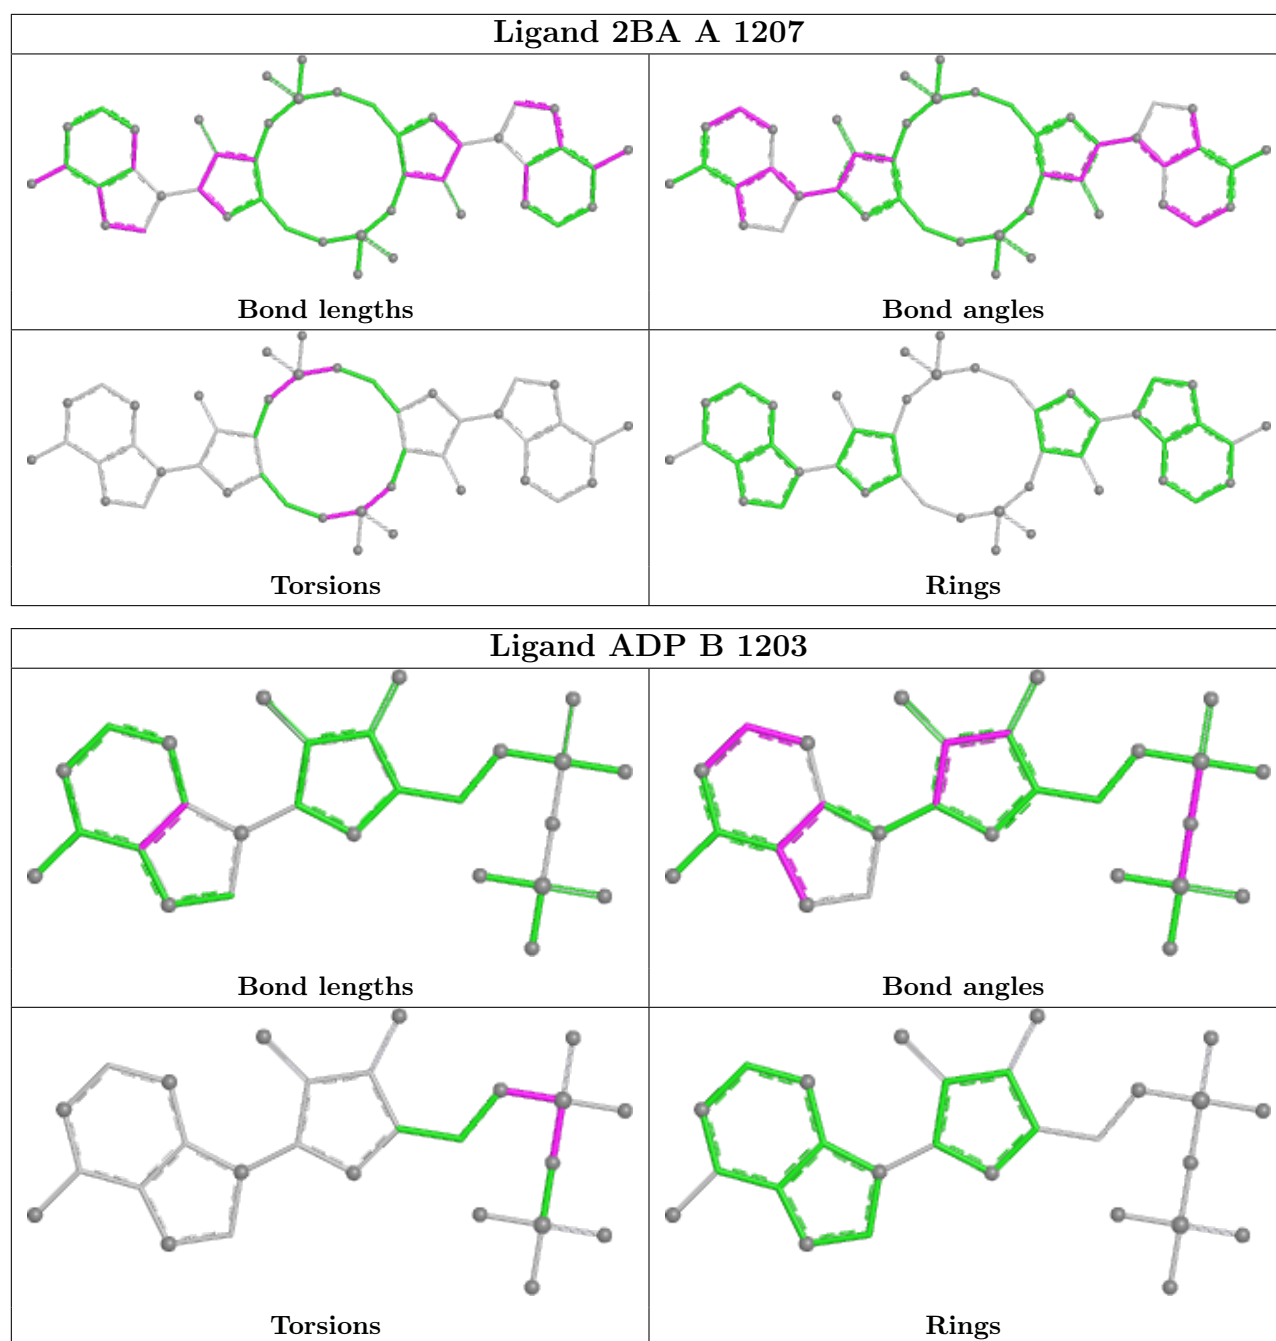 Ligand 2BA A 1207
Bond lengths
Bond angles
Torsions
Rings
Ligand ADP B 1203
Bond lengths
Bond angles
Torsions
Rings